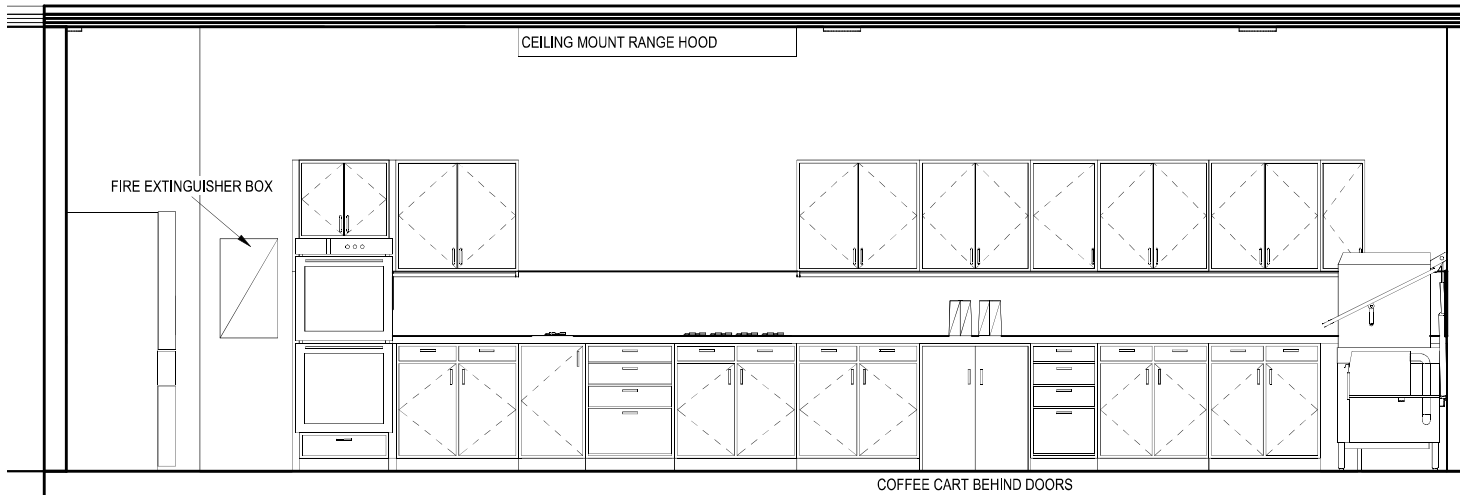 CEILING MOUNT RANGE HOOD
FIRE EXTINGUISHER BOX
COFFEE CART BEHIND DOORS